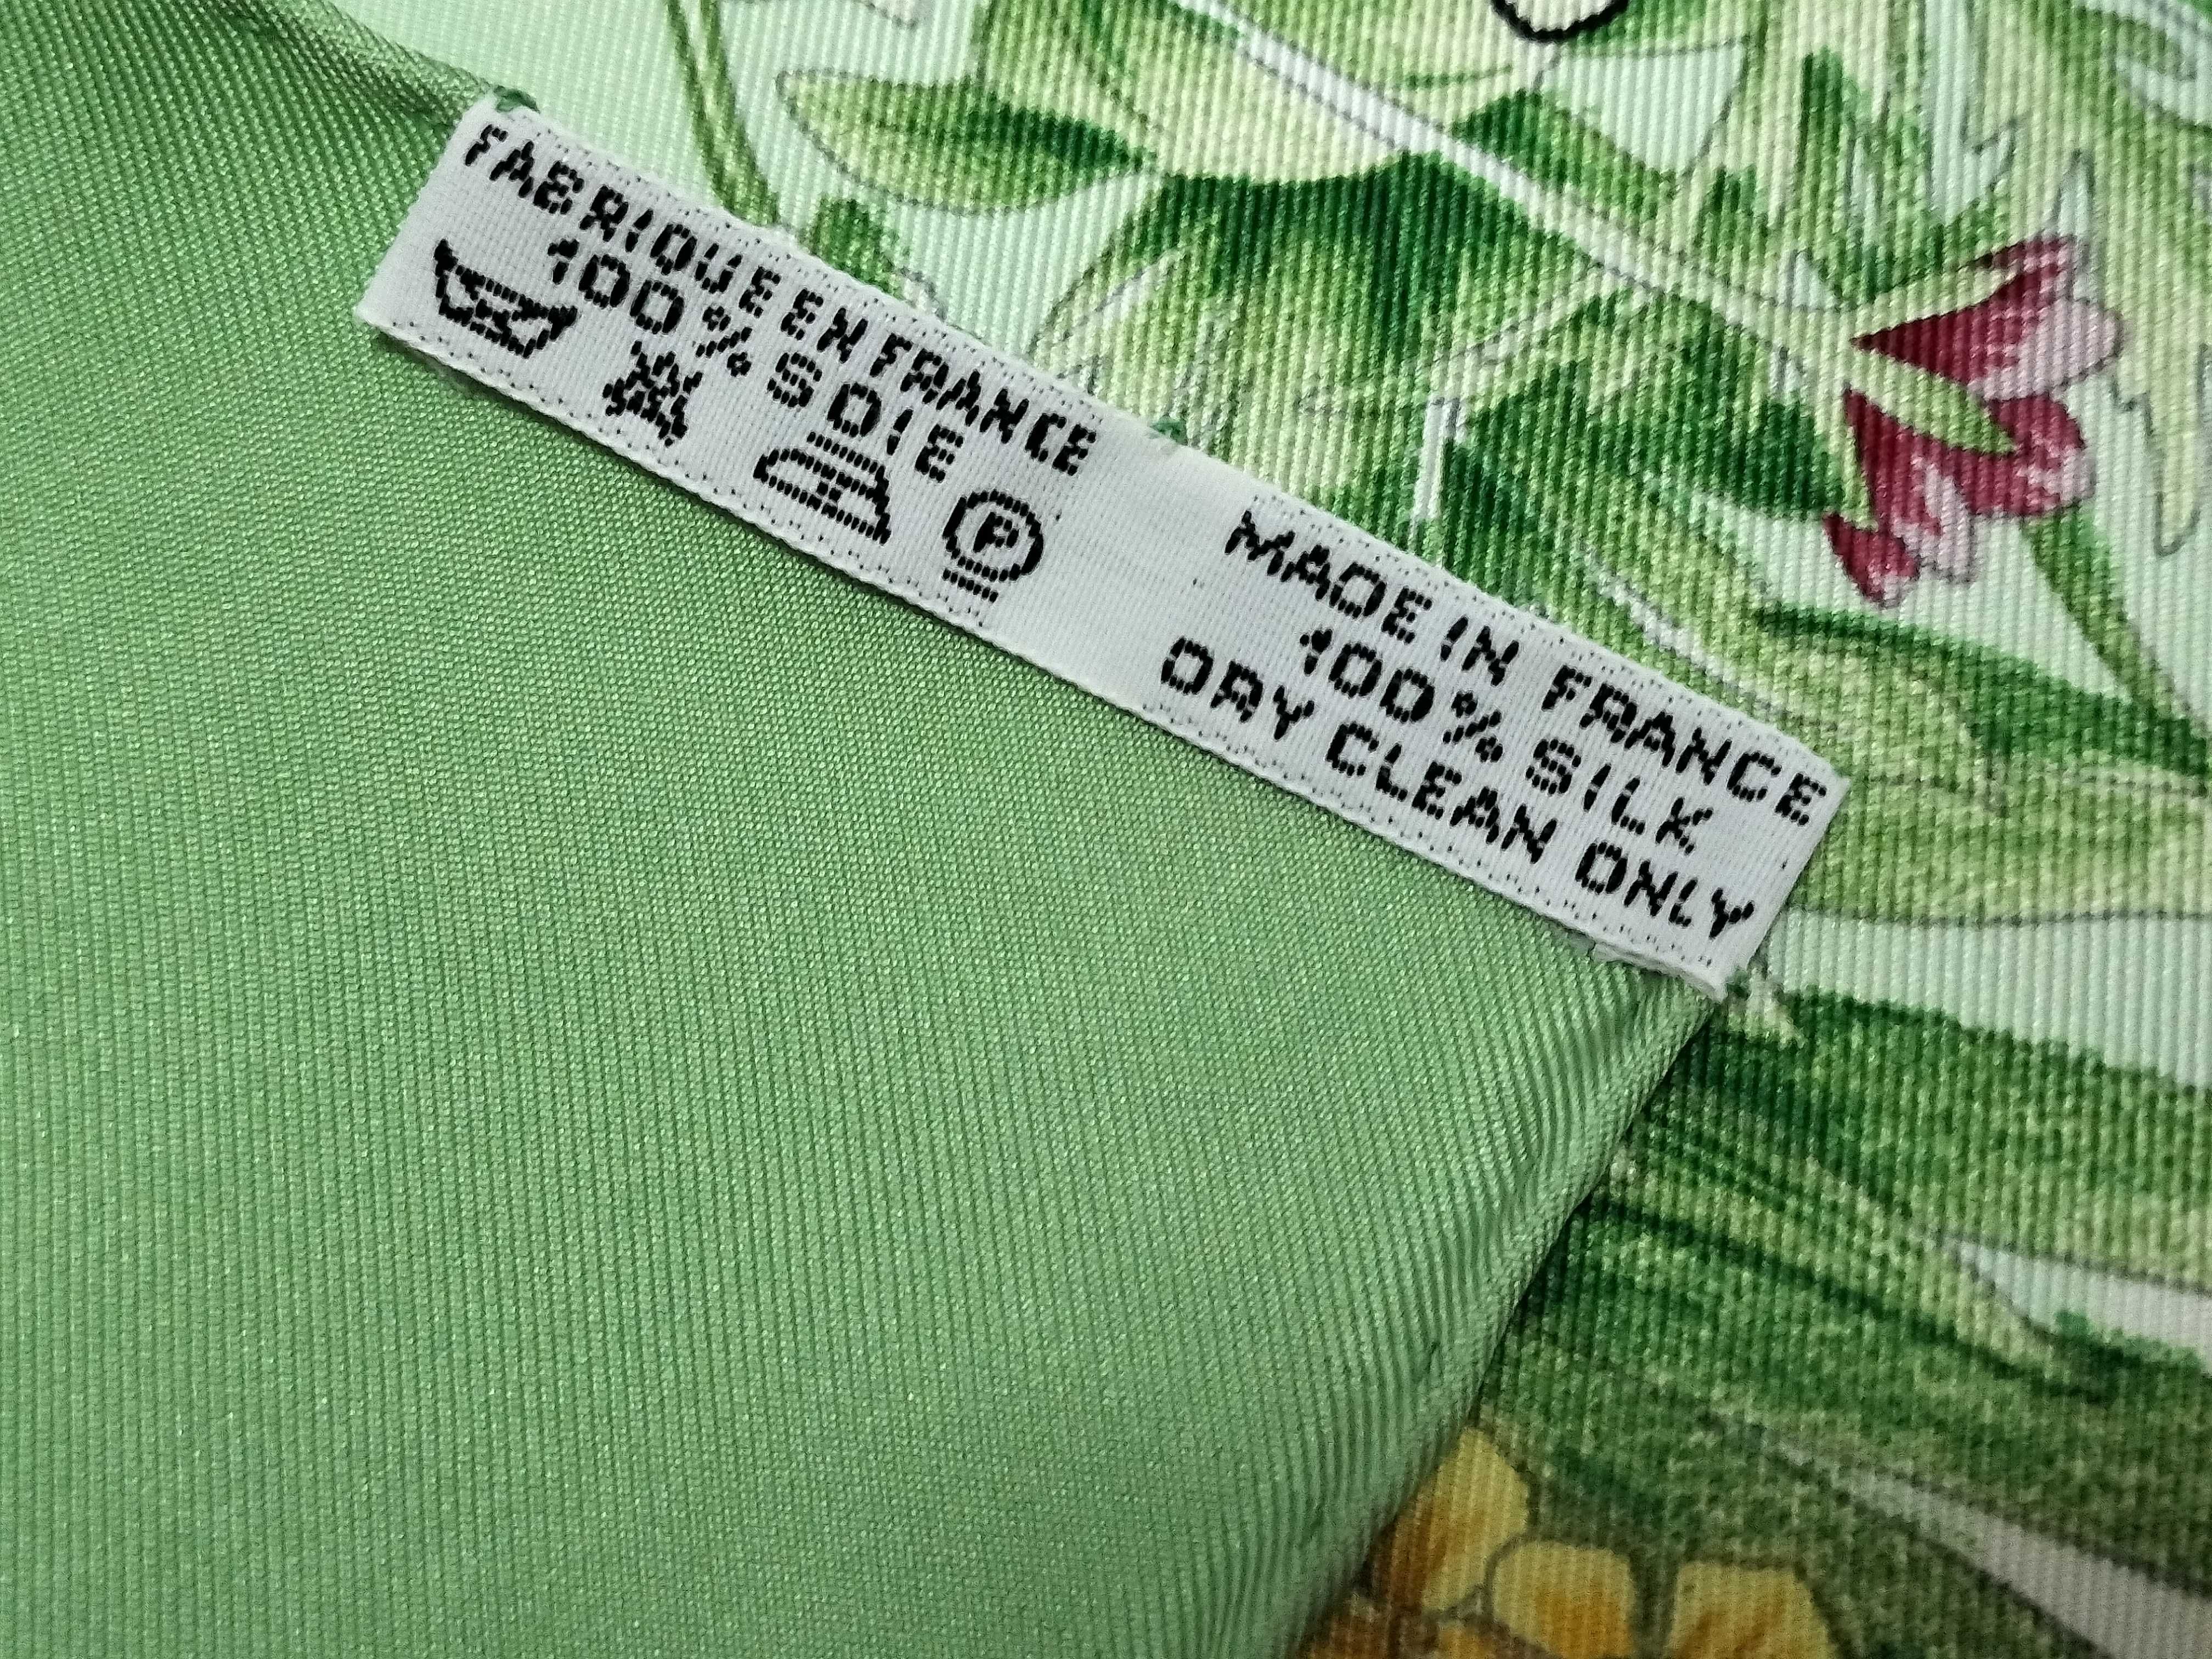 FABRIQUE EN FRANCE
100% SOIE
P
MADE IN FRANCE
100% SILK
DRY CLEAN ONLY